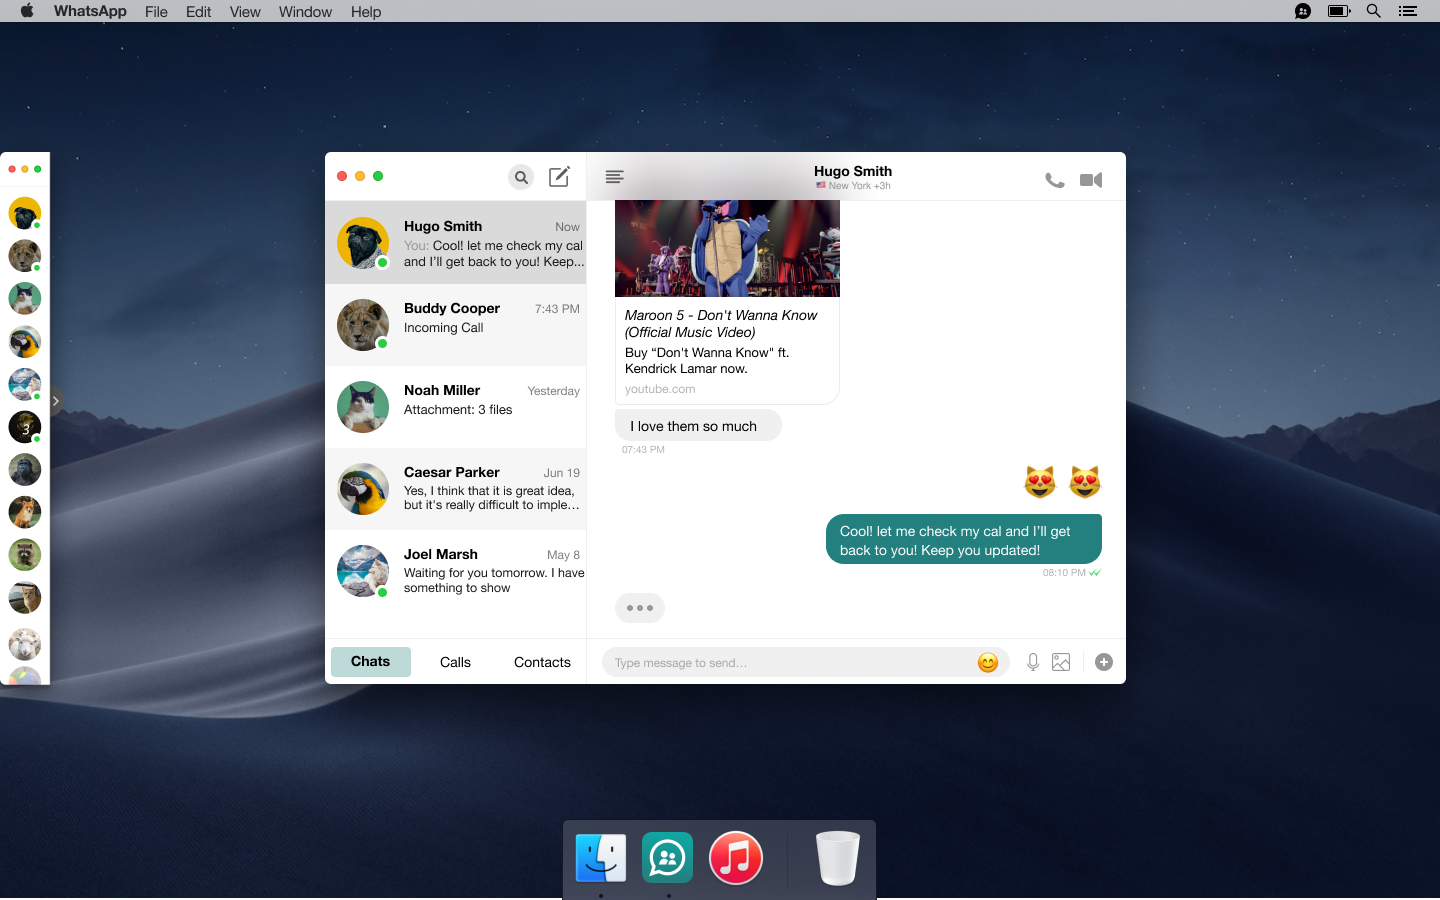 WhatsApp File Edit View Window Help
Hugo Smith
New York +3h
Hugo Smith Now
You: Cool! let me check my cal
and I'll get back to you! Keep...
Buddy Cooper 7:43 PM
Incoming Call
Noah Miller Yesterday
Attachment: 3 files
Caesar Parker Jun 19
Yes, I think that it is great idea,
but it's really difficult to imple...
Joel Marsh May 8
Waiting for you tomorrow. I have
something to show
Chats Calls Contacts
3
Maroon 5 - Don't Wanna Know
(Official Music Video)
Buy “Don't Wanna Know" ft.
Kendrick Lamar now.
youtube.com
I love them so much
07:43 PM
Cool! let me check my cal and I’ll get
back to you! Keep you updated!
08:10 PM
Type message to send...